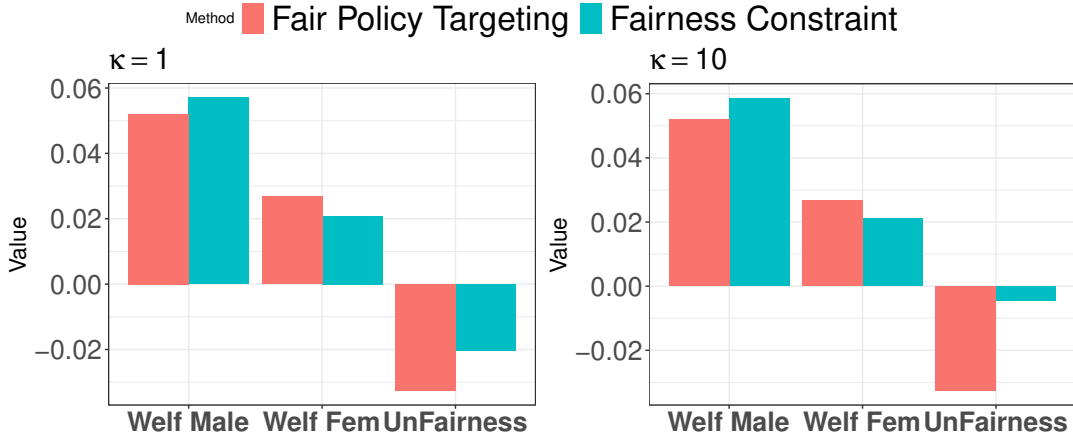 Method Fair Policy Targeting Fairness Constraint
κ = 1
0.06
0.04
0.02
0.00
−0.02
Value
Welf Male Welf Fem UnFairness
κ = 10
0.06
0.04
0.02
0.00
−0.02
Value
Welf Male Welf Fem UnFairness